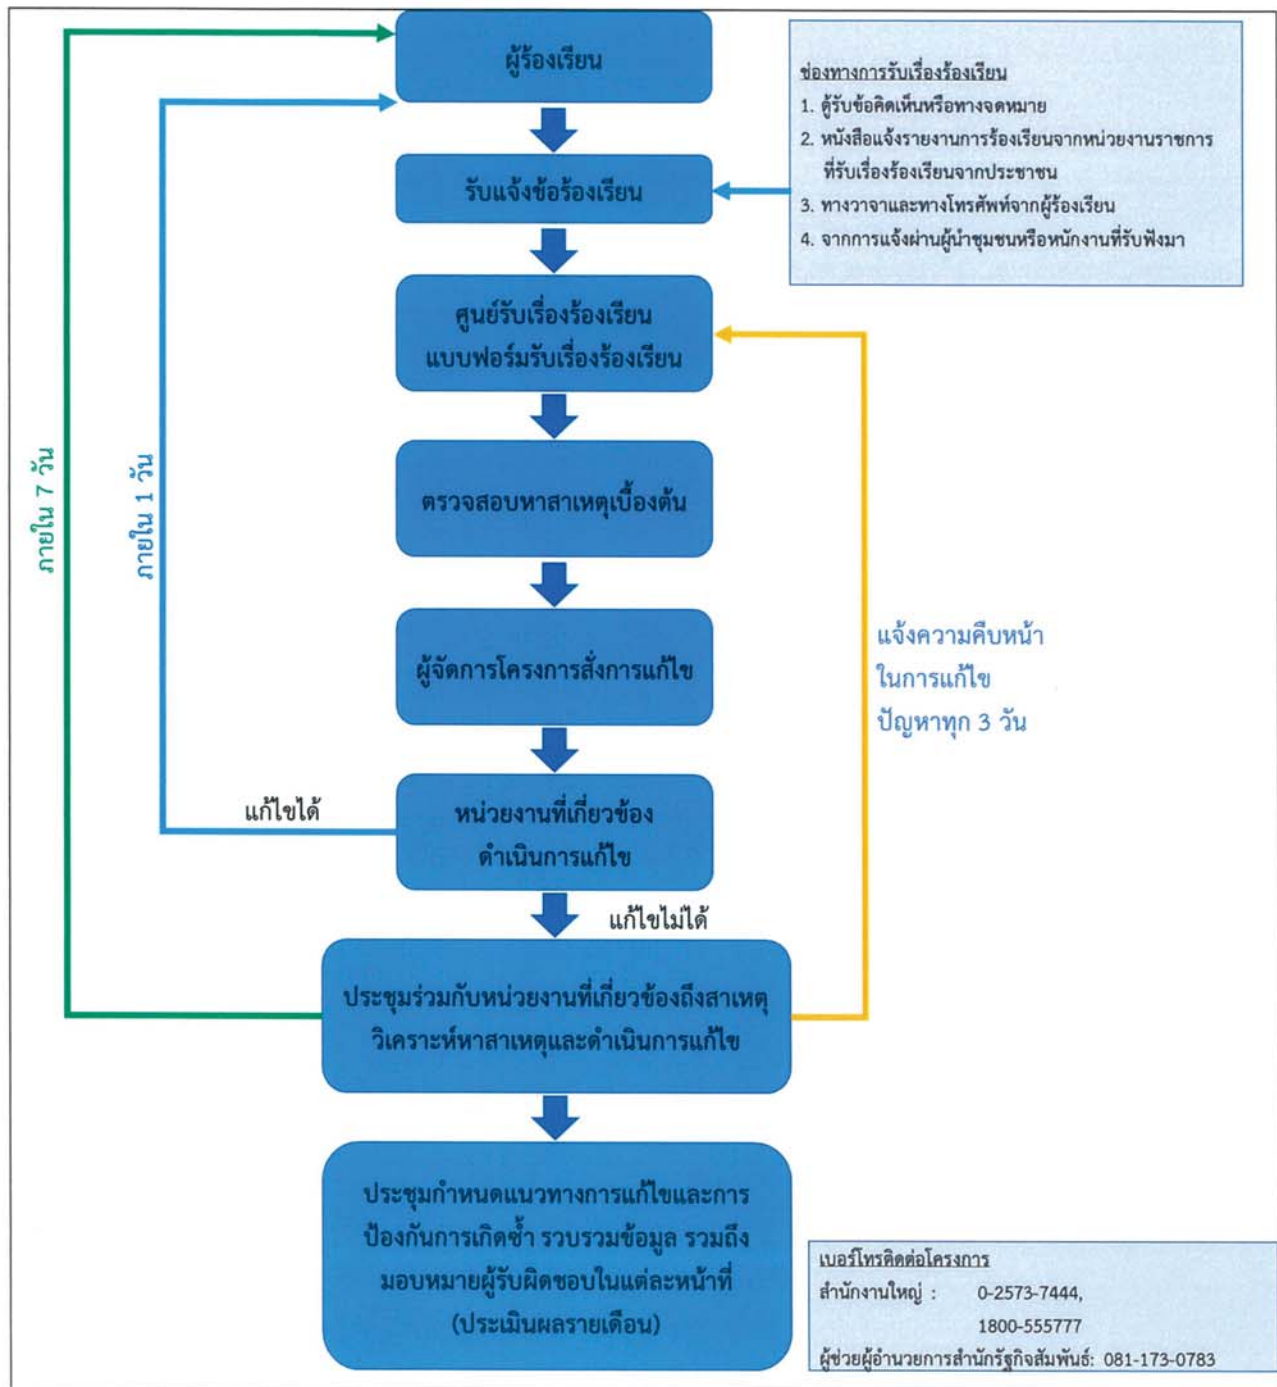 ผู้ร้องเรียน
ช่องทางการรับเรื่องร้องเรียน
1. ตู้รับข้อคิดเห็นหรือทางจดหมาย
2. หนังสือแจ้งรายงานการร้องเรียนจากหน่วยงานราชการ
ที่รับเรื่องร้องเรียนจากประชาชน
3. ทางวาจาและทางโทรศัพท์จากผู้ร้องเรียน
4. จากการแจ้งผ่านผู้นำชุมชนหรือหนักงานที่รับฟังมา
รับแจ้งข้อร้องเรียน
ศูนย์รับเรื่องร้องเรียน
แบบฟอร์มรับเรื่องร้องเรียน
ตรวจสอบหาสาเหตุเบื้องต้น
ภายใน 7 วัน
ภายใน 1 วัน
ผู้จัดการโครงการสั่งการแก้ไข
แจ้งความคืบหน้า
ในการแก้ไข
ปัญหาทุก 3 วัน
แก้ไขได้
หน่วยงานที่เกี่ยวข้อง
ดำเนินการแก้ไข
แก้ไขไม่ได้
ประชุมร่วมกับหน่วยงานที่เกี่ยวข้องถึงสาเหตุ
วิเคราะห์หาสาเหตุและดำเนินการแก้ไข
ประชุมกำหนดแนวทางการแก้ไขและการ
ป้องกันการเกิดซ้ำ รวบรวมข้อมูล รวมถึง
มอบหมายผู้รับผิดชอบในแต่ละหน้าที่
(ประเมินผลรายเดือน)
เบอร์โทรติดต่อโครงการ
สำนักงานใหญ่ : 0-2573-7444,
1800-555777
ผู้ช่วยผู้อำนวยการสำนักรัฐกิจสัมพันธ์: 081-173-0783